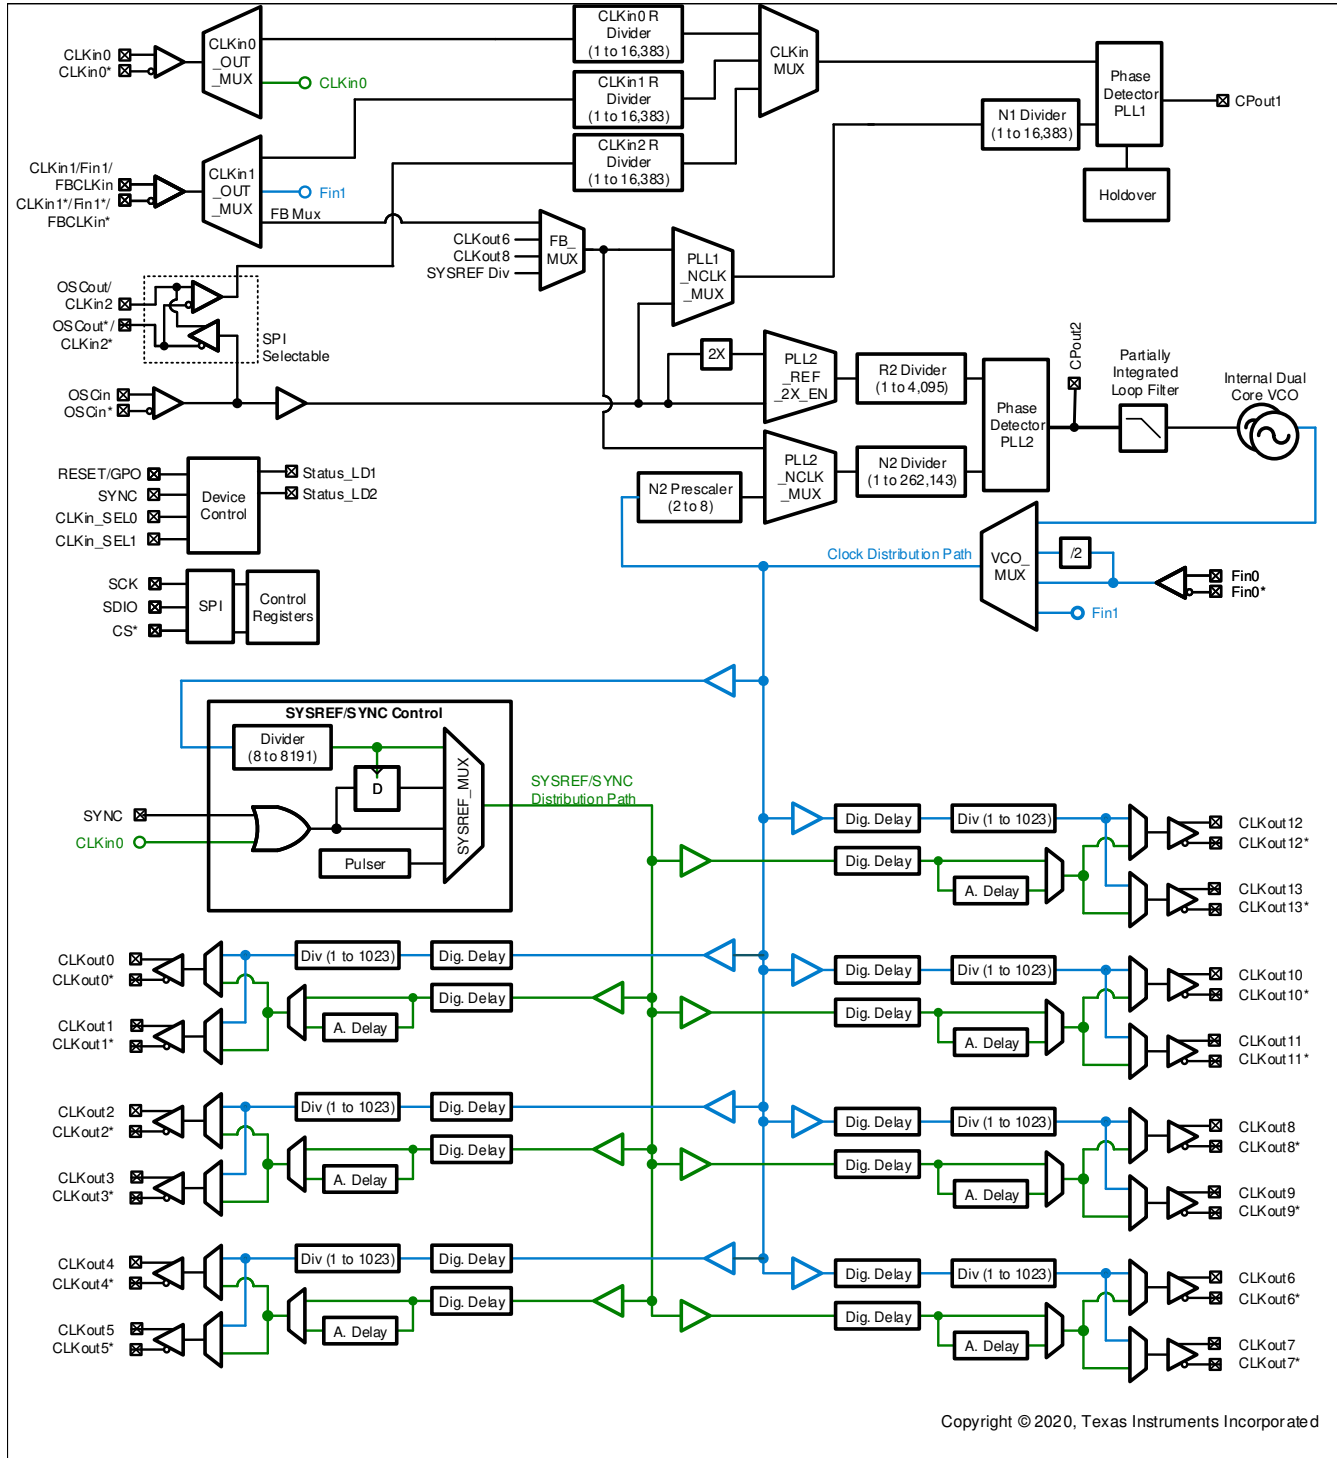 CLKin0
CLKin0*
CLKin0
_OUT
_MUX
CLKin0
CLKin0 R
Divider
(1 to 16,383)
CLKin1 R
Divider
(1 to 16,383)
CLKin2 R
Divider
(1 to 16,383)
CLKin
MUX
N1 Divider
(1 to 16,383)
Phase
Detector
PLL1
CPout1
Holdover
CLKin1/Fin1/
FBCLKin
CLKin1*/Fin1*/
FBCLKin*
CLKin1
_OUT
_MUX
Fin1
FB Mux
CLKout6
CLKout8
SYSREF Div
FB_
MUX
PLL1
_NCLK
_MUX
OSCout/
CLKin2
OSCout*/
CLKin2*
SPI
Selectable
OSCin
OSCin*
2X
PLL2
_REF
_2X_EN
R2 Divider
(1 to 4,095)
Phase
Detector
PLL2
CPout2
Partially
Integrated
Loop Filter
Internal Dual
Core VCO
RESET/GPO
SYNC
CLKin_SEL0
CLKin_SEL1
Device
Control
Status_LD1
Status_LD2
N2 Prescaler
(2 to 8)
PLL2
_NCLK
_MUX
N2 Divider
(1 to 262,143)
Clock Distribution Path
VCO_
MUX
/2
Fin0
Fin0*
Fin1
SCK
SDIO
CS*
SPI
Control
Registers
SYSREF/SYNC Control
Divider
(8 to 8191)
D
SYSREF_MUX
SYNC
CLKin0
Pulser
SYSREF/SYNC
Distribution Path
Dig. Delay
Div (1 to 1023)
Dig. Delay
A. Delay
CLKout12
CLKout12*
CLKout13
CLKout13*
CLKout0
CLKout0*
CLKout1
CLKout1*
Div (1 to 1023)
Dig. Delay
Dig. Delay
A. Delay
Dig. Delay
Div (1 to 1023)
Dig. Delay
A. Delay
CLKout10
CLKout10*
CLKout11
CLKout11*
CLKout2
CLKout2*
CLKout3
CLKout3*
Div (1 to 1023)
Dig. Delay
Dig. Delay
A. Delay
Dig. Delay
Div (1 to 1023)
Dig. Delay
A. Delay
CLKout8
CLKout8*
CLKout9
CLKout9*
CLKout4
CLKout4*
CLKout5
CLKout5*
Div (1 to 1023)
Dig. Delay
Dig. Delay
A. Delay
Dig. Delay
Div (1 to 1023)
Dig. Delay
A. Delay
CLKout6
CLKout6*
CLKout7
CLKout7*
Copyright © 2020, Texas Instruments Incorporated